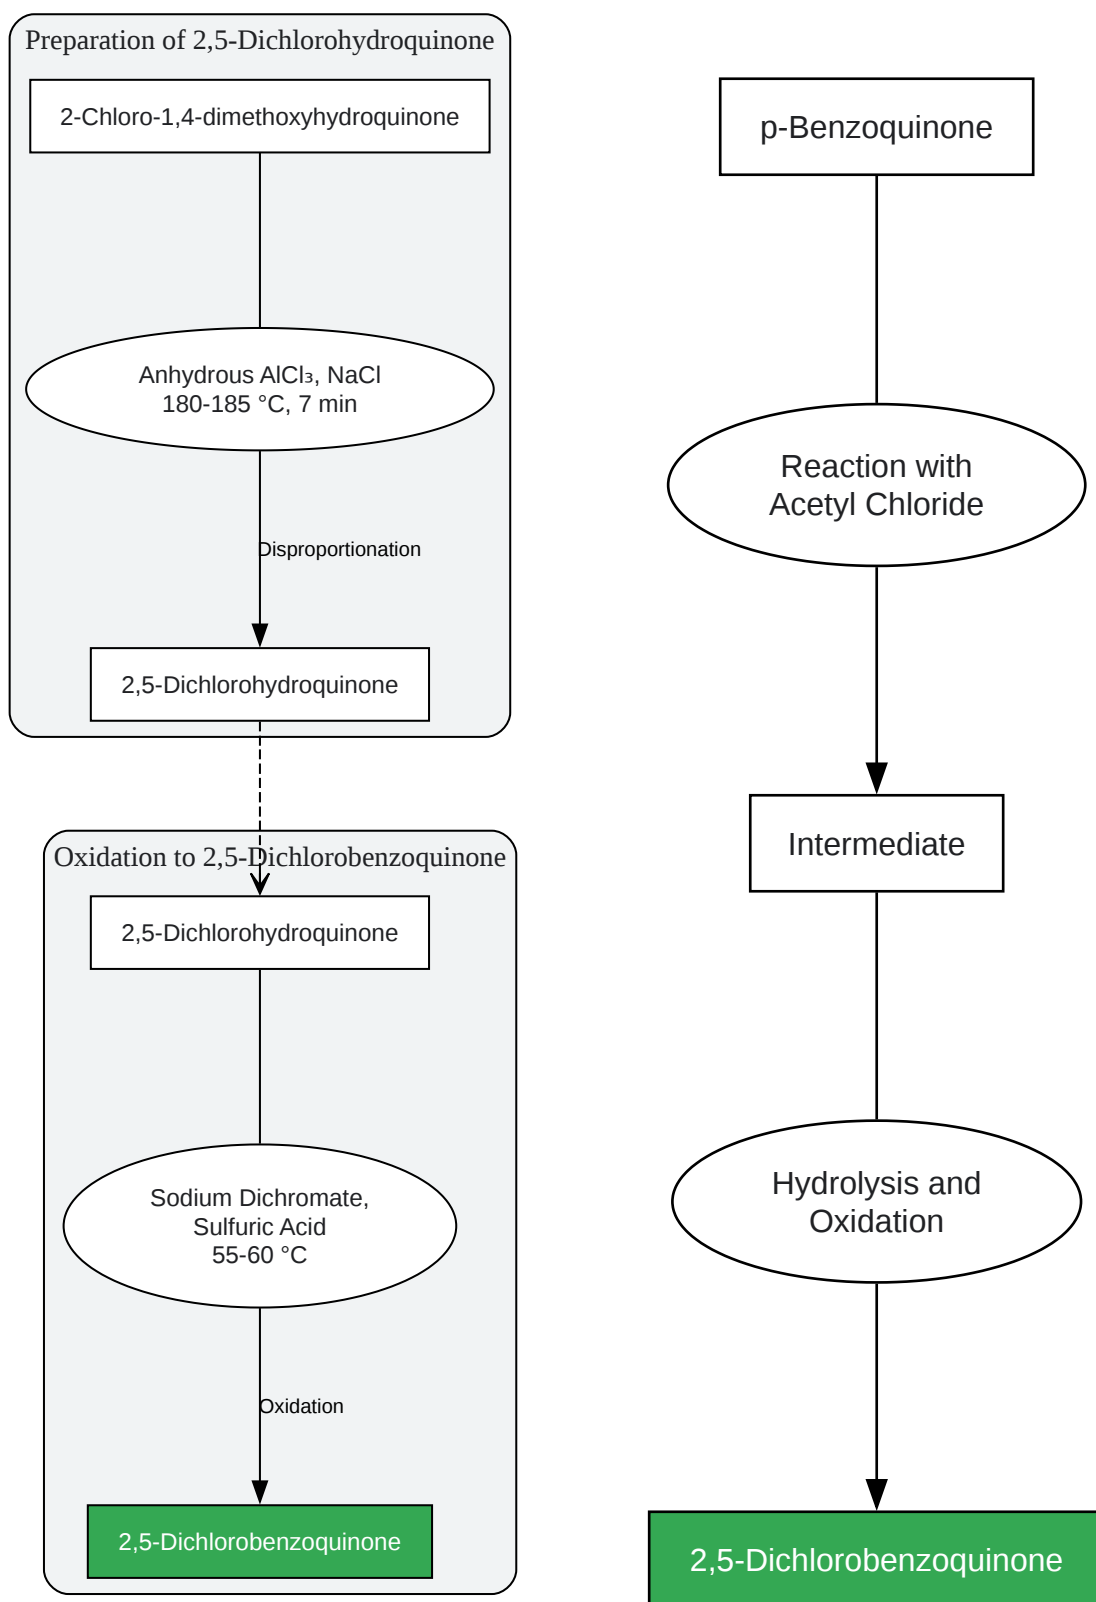 Preparation of 2,5-Dichlorohydroquinone
2-Chloro-1,4-dimethoxyhydroquinone
Anhydrous AlCl₃, NaCl
180-185 °C, 7 min
Disproportionation
2,5-Dichlorohydroquinone
Oxidation to 2,5-Dichlorobenzoquinone
2,5-Dichlorohydroquinone
Sodium Dichromate,
Sulfuric Acid
55-60 °C
Oxidation
2,5-Dichlorobenzoquinone
p-Benzoquinone
Reaction with
Acetyl Chloride
Intermediate
Hydrolysis and
Oxidation
2,5-Dichlorobenzoquinone